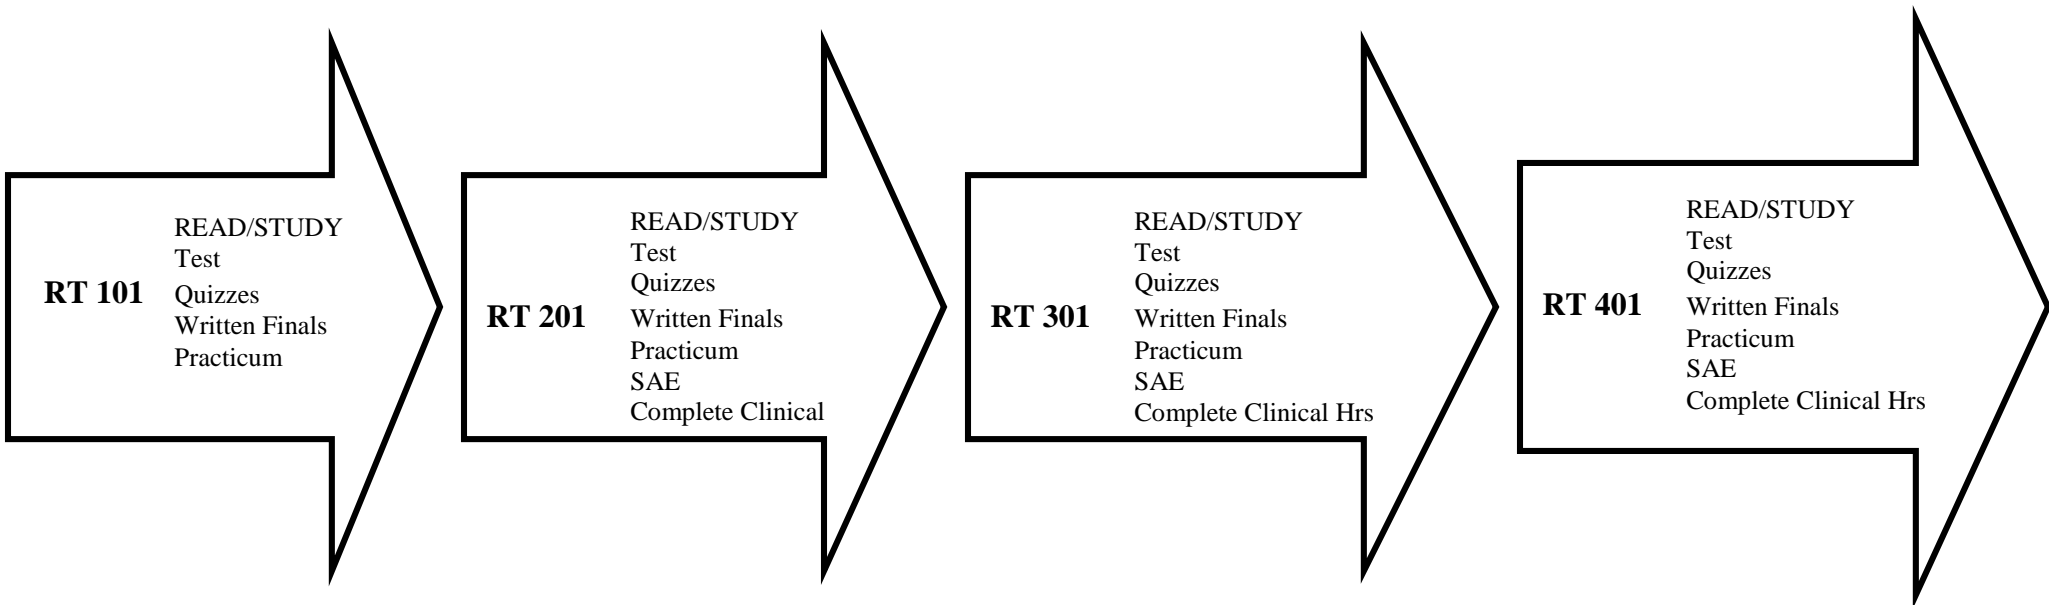 RT 101
READ/STUDY
Test
Quizzes
Written Finals
Practicum
RT 201
READ/STUDY
Test
Quizzes
Written Finals
Practicum
SAE
Complete Clinical
RT 301
READ/STUDY
Test
Quizzes
Written Finals
Practicum
SAE
Complete Clinical Hrs
RT 401
READ/STUDY
Test
Quizzes
Written Finals
Practicum
SAE
Complete Clinical Hrs